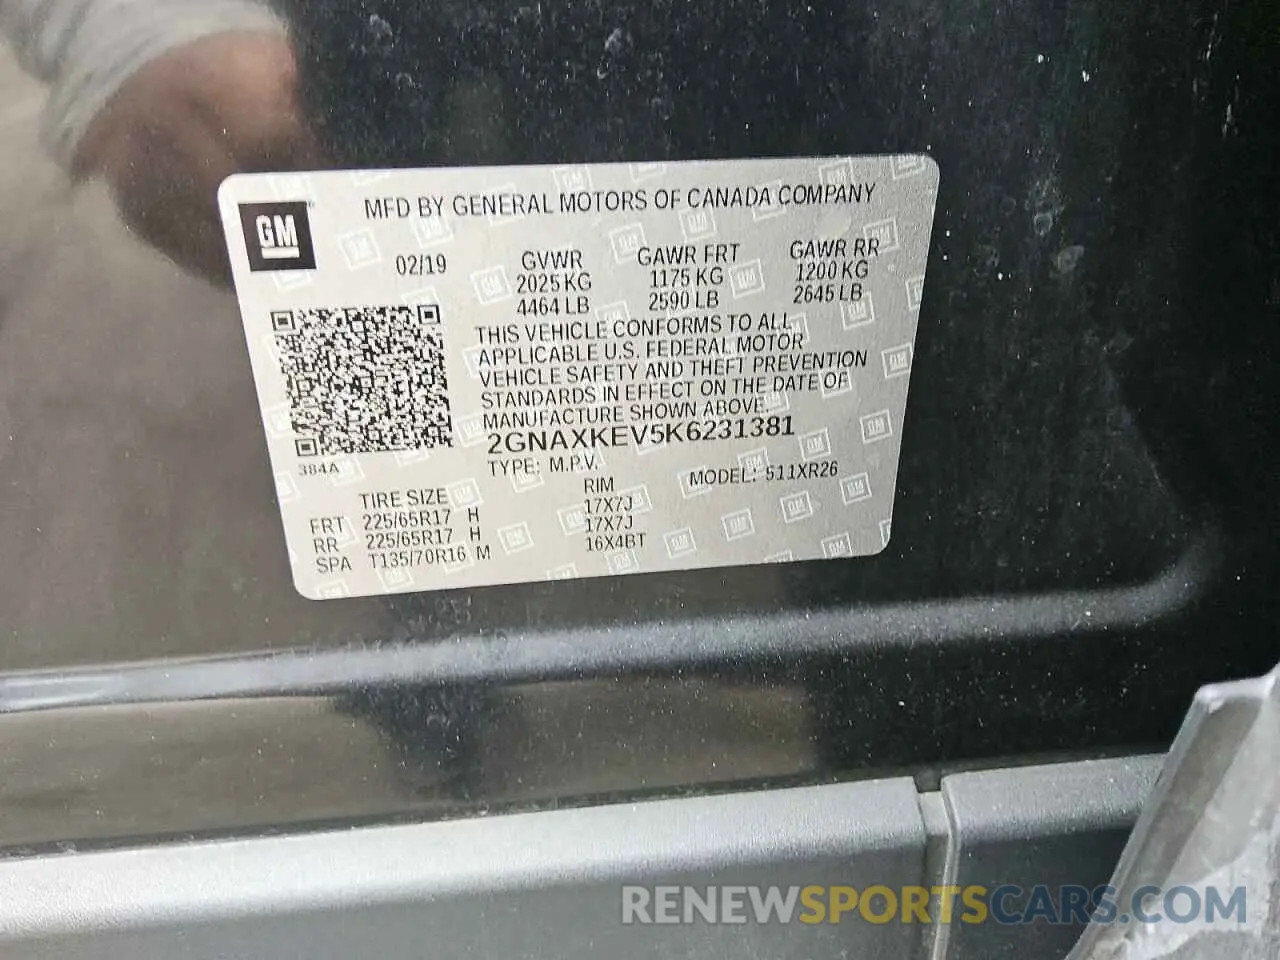 MFD BY GENERAL MOTORS OF CANADA COMPANY
GM
02/19
GVWR GAWR FRT GAWR RR
2025 KG 1175 KG 1200 KG
4464 LB 2590 LB 2645 LB
THIS VEHICLE CONFORMS TO ALL
APPLICABLE U.S. FEDERAL MOTOR
VEHICLE SAFETY AND THEFT PREVENTION
STANDARDS IN EFFECT ON THE DATE OF
MANUFACTURE SHOWN ABOVE.
2GNAXKEV5K6231381
384A
TYPE: M.P.V. MODEL: 511XR26
TIRE SIZE RIM
FRT 225/65R17 H 17X7J
RR 225/65R17 H 17X7J
SPA T135/70R16 M 16X4BT
RENEWSPORTSCARS.COM